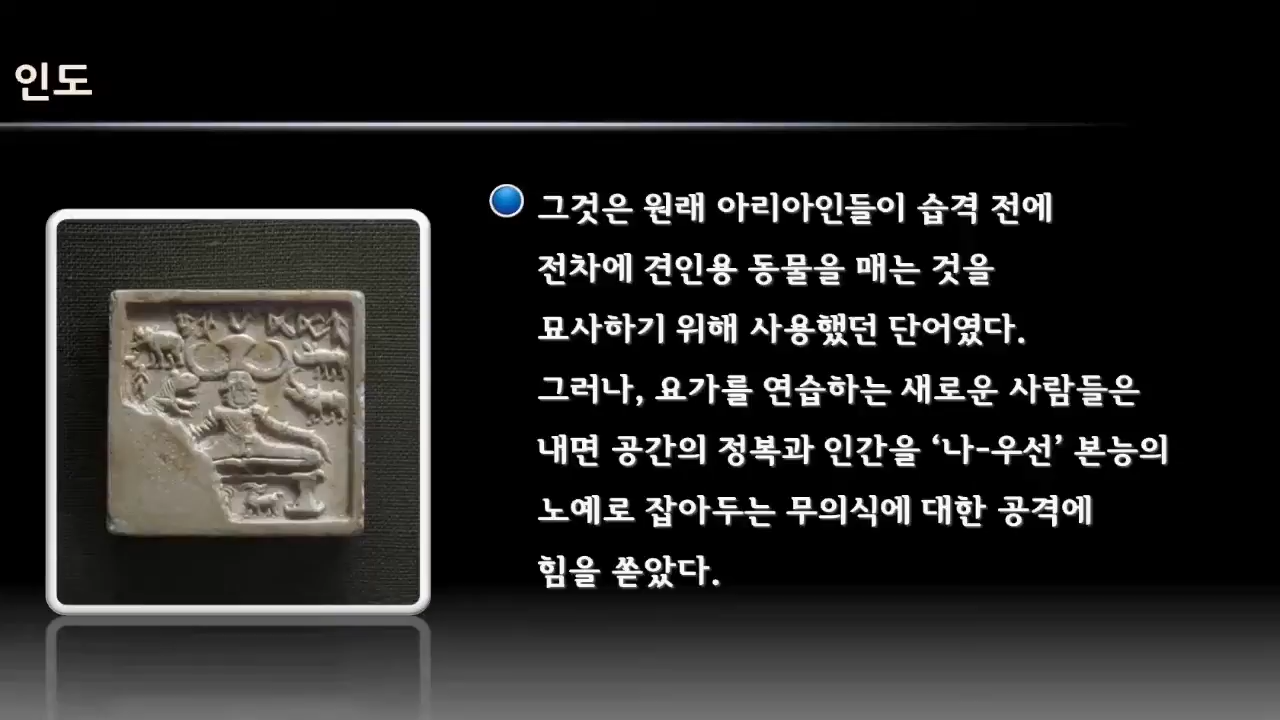 인도
그것은 원래 아리아인들이 습격 전에
전차에 견인용 동물을 매는 것을
묘사하기 위해 사용했던 단어였다.
그러나, 요가를 연습하는 새로운 사람들은
내면 공간의 정복과 인간을 ‘나-우선’ 본능의
노예로 잡아두는 무의식에 대한 공격에
힘을 쏟았다.